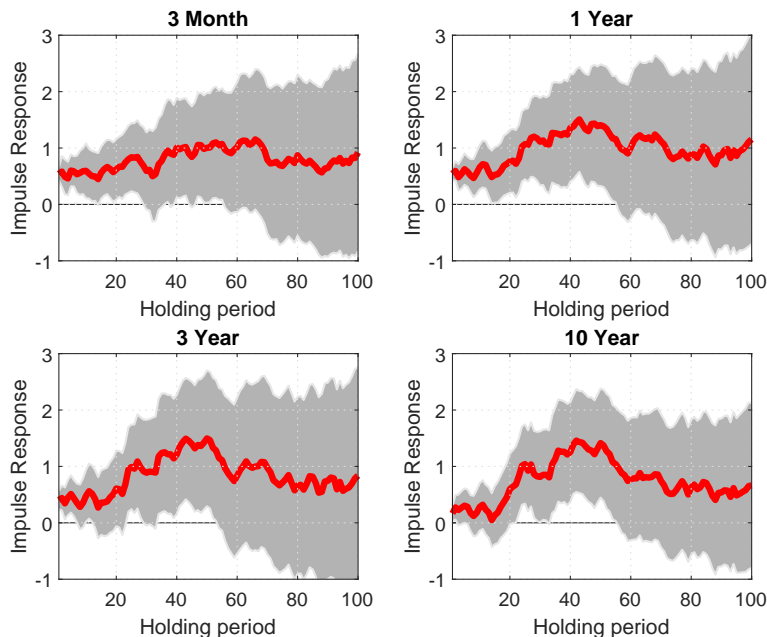 3 Month
3
2
1
0
-1
Impulse Response
20 40 60 80 100
Holding period
1 Year
3
2
1
0
-1
Impulse Response
20 40 60 80 100
Holding period
3 Year
3
2
1
0
-1
Impulse Response
20 40 60 80 100
Holding period
10 Year
3
2
1
0
-1
Impulse Response
20 40 60 80 100
Holding period